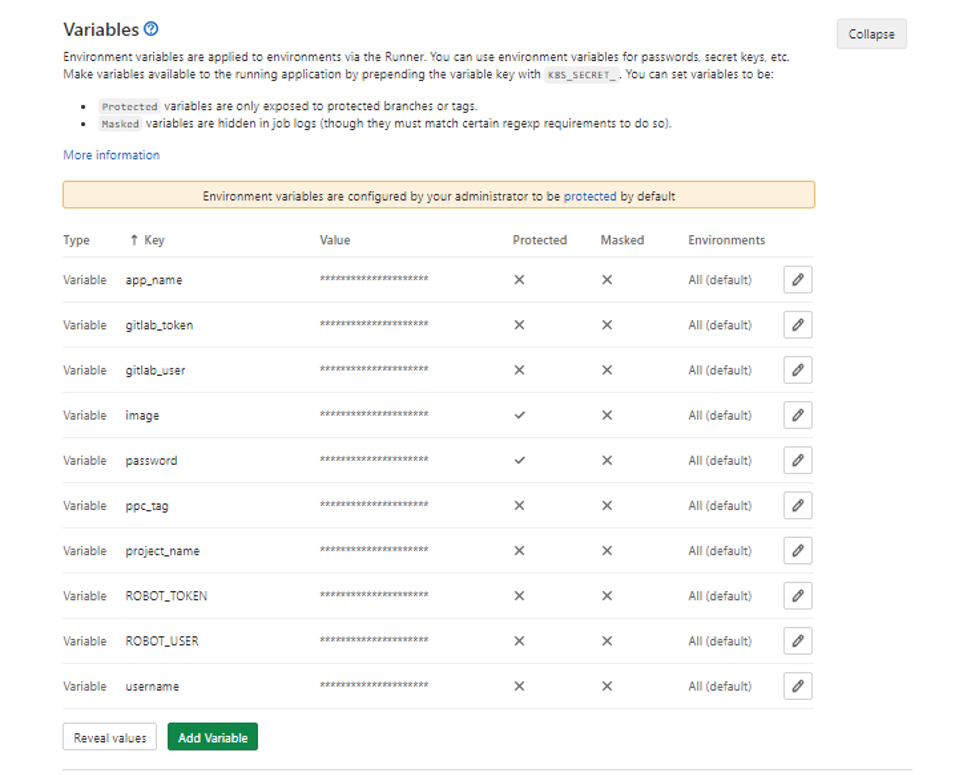 Variables
Collapse
Environment variables are applied to environments via the Runner. You can use environment variables for passwords, secret keys, etc.
Make variables available to the running application by prepending the variable key with K8S_SECRET_. You can set variables to be:
• Protected variables are only exposed to protected branches or tags.
• Masked variables are hidden in job logs (though they must match certain regexp requirements to do so).
More information
Environment variables are configured by your administrator to be protected by default
Type ↑ Key Value Protected Masked Environments
Variable app_name ********************* ✕ ✕ All (default)
Variable gitlab_token ********************* ✕ ✕ All (default)
Variable gitlab_user ********************* ✕ ✕ All (default)
Variable image ********************* ✓ ✕ All (default)
Variable password ********************* ✓ ✕ All (default)
Variable ppc_tag ********************* ✕ ✕ All (default)
Variable project_name ********************* ✕ ✕ All (default)
Variable ROBOT_TOKEN ********************* ✕ ✕ All (default)
Variable ROBOT_USER ********************* ✕ ✕ All (default)
Variable username ********************* ✕ ✕ All (default)
Reveal values Add Variable